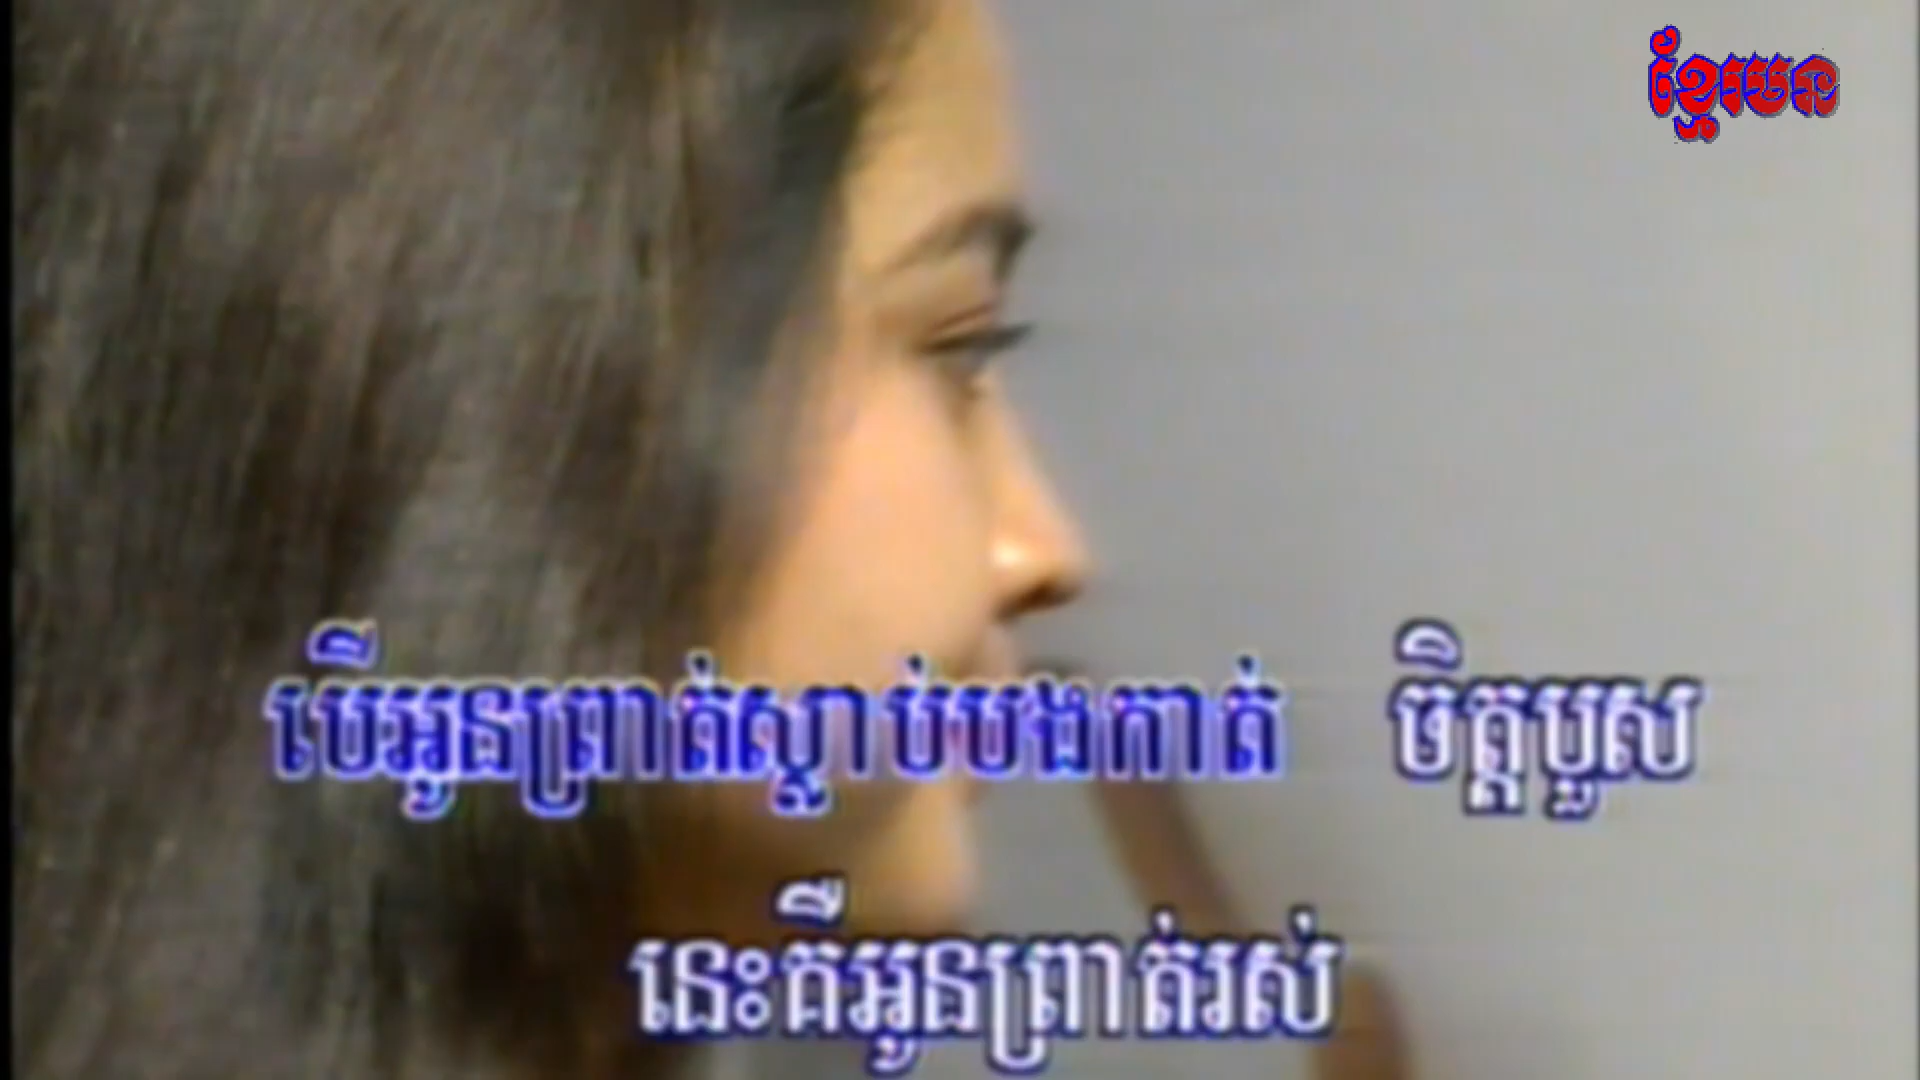 ខ្មែរមន
បើអូនព្រាត់ស្លាប់បងកាត់ ចិត្តបួស
នេះគឺអូនព្រាត់រស់